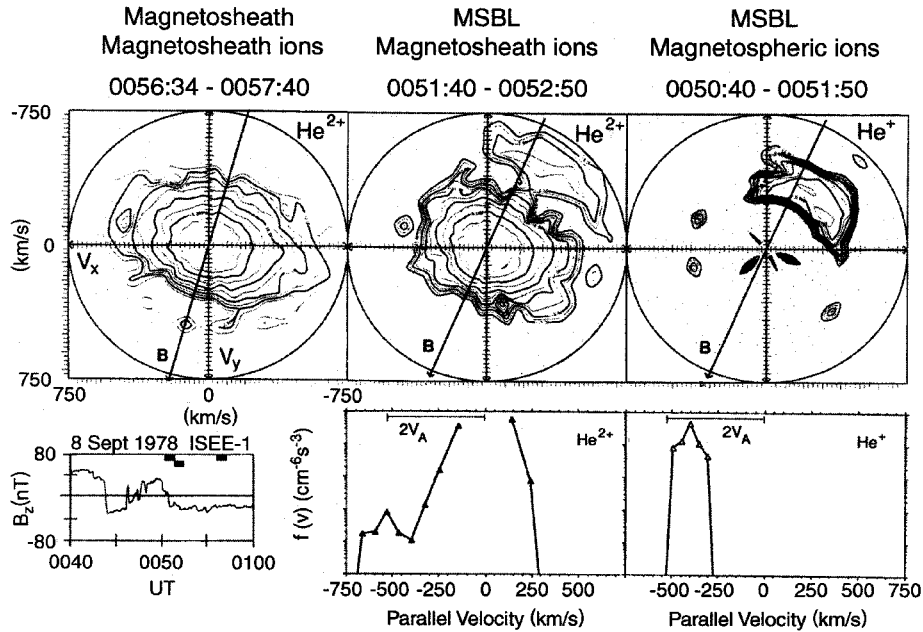 Magnetosheath
Magnetosheath ions
0056:34 - 0057:40
MSBL
Magnetosheath ions
0051:40 - 0052:50
MSBL
Magnetospheric ions
0050:40 - 0051:50
-750
(km/s)
0
750
He2+
Vx
B
Vy
750
0
-750
(km/s)
He2+
B
He+
B
8 Sept 1978 ISEE-1
80
Bz(nT)
-80
0040
0050
0100
UT
f (v) (cm-6s-3)
2VA
He2+
-750
-500
-250
0
250
500
Parallel Velocity (km/s)
2VA
He+
-500
-250
0
250
500
750
Parallel Velocity (km/s)